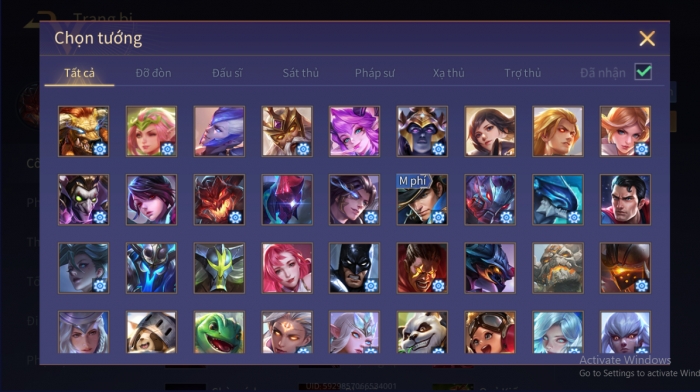 Trang bị
Chọn tướng
Tất cả
Đỡ đòn
Đấu sĩ
Sát thủ
Pháp sư
Xạ thủ
Trợ thủ
Đã nhận
M phí
Activate Windows
Go to Settings to activate Wind